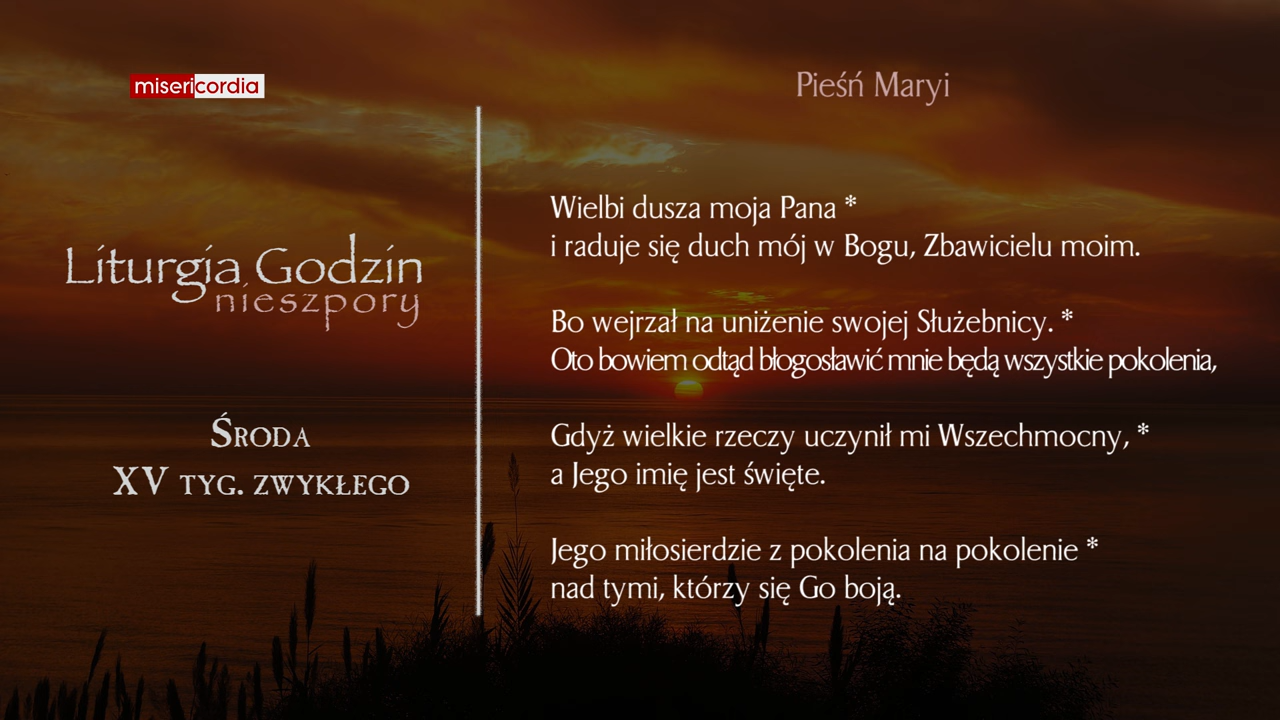 misericordia
Liturgia Godzin
nieszpory
Środa
XV tyg. zwykłego
Pieśń Maryi
Wielbi dusza moja Pana *
i raduje się duch mój w Bogu, Zbawicielu moim.
Bo wejrzał na uniżenie swojej Służebnicy. *
Oto bowiem odtąd błogosławić mnie będą wszystkie pokolenia,
Gdyż wielkie rzeczy uczynił mi Wszechmocny, *
a Jego imię jest święte.
Jego miłosierdzie z pokolenia na pokolenie *
nad tymi, którzy się Go boją.